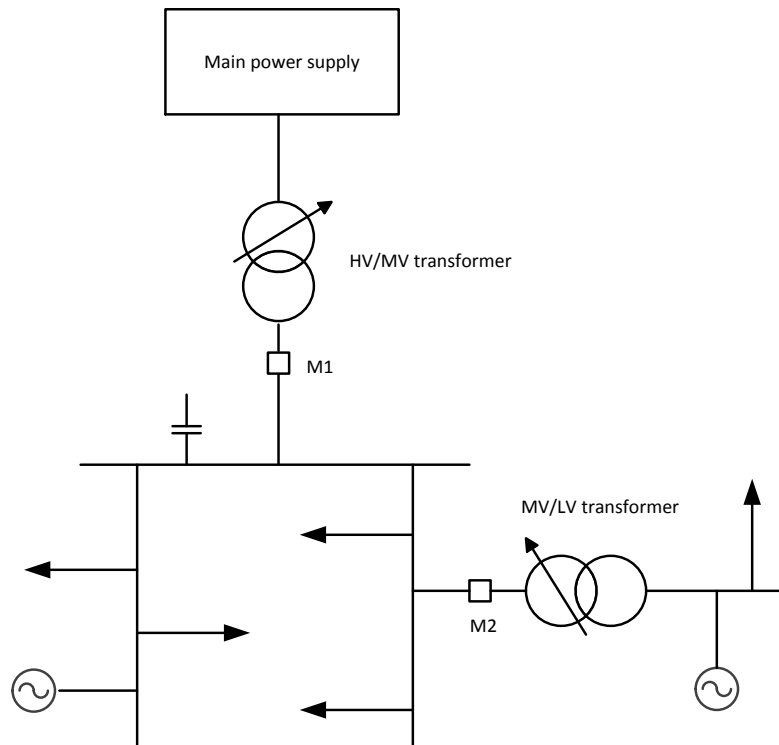 Main power supply
HV/MV transformer
M1
MV/LV transformer
M2